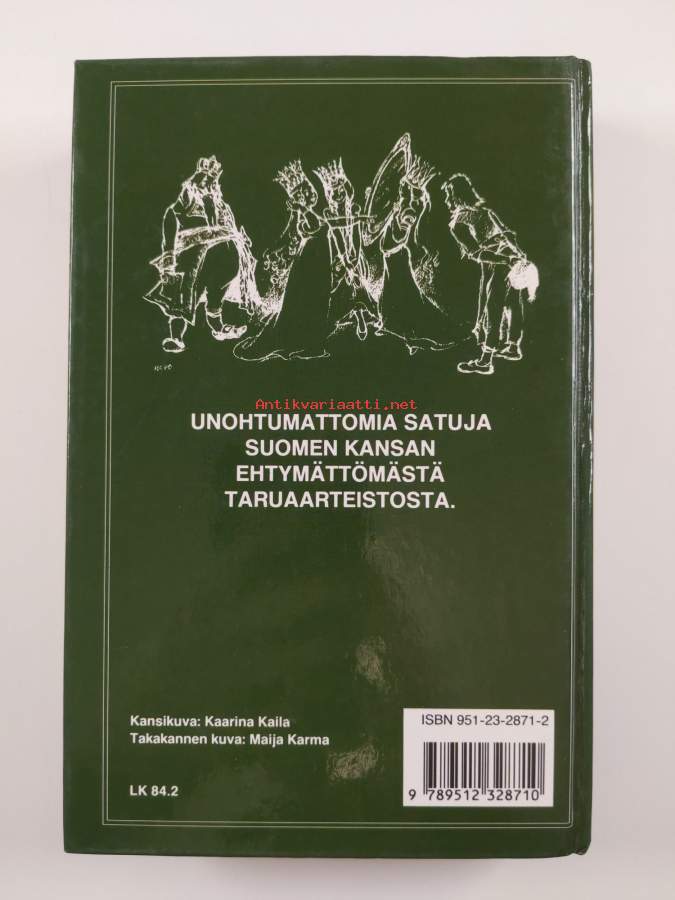 Antikvariaatti.net
UNOHTUMATTOMIA SATUJA
SUOMEN KANSAN
EHTYMÄTTÖMÄSTÄ
TARUAARTEISTOSTA.
Kansikuva: Kaarina Kaila
Takakannen kuva: Maija Karma
LK 84.2
ISBN 951-23-2871-2
9 789512 328710